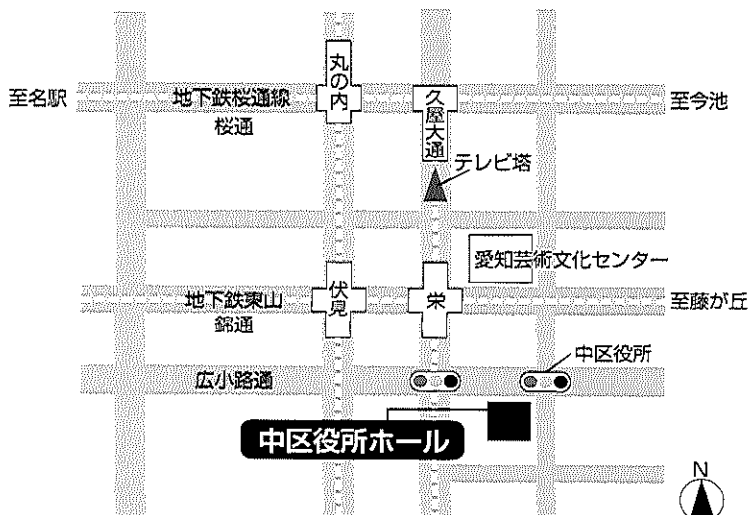 丸の内
久屋大通
至名駅
地下鉄桜通線
桜通
至今池
テレビ塔
愛知芸術文化センター
地下鉄東山
錦通
伏見
栄
至藤が丘
中区役所
広小路通
中区役所ホール
N